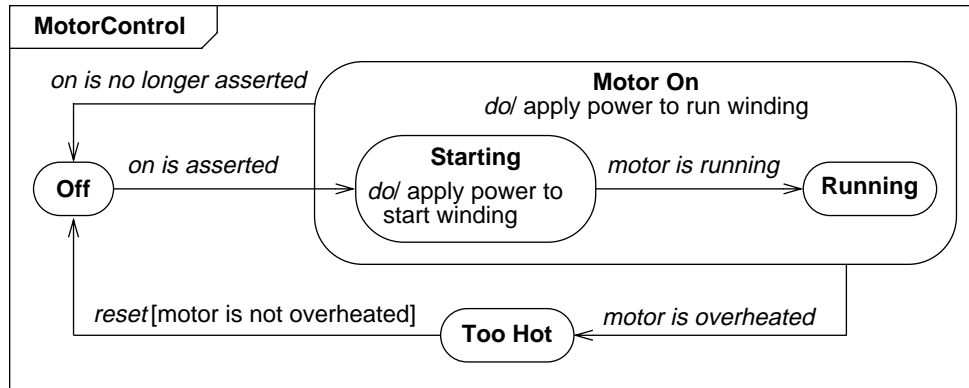 MotorControl
on is no longer asserted
Motor On
do/ apply power to run winding
Off
on is asserted
Starting
do/ apply power to
start winding
motor is running
Running
reset [motor is not overheated]
Too Hot
motor is overheated